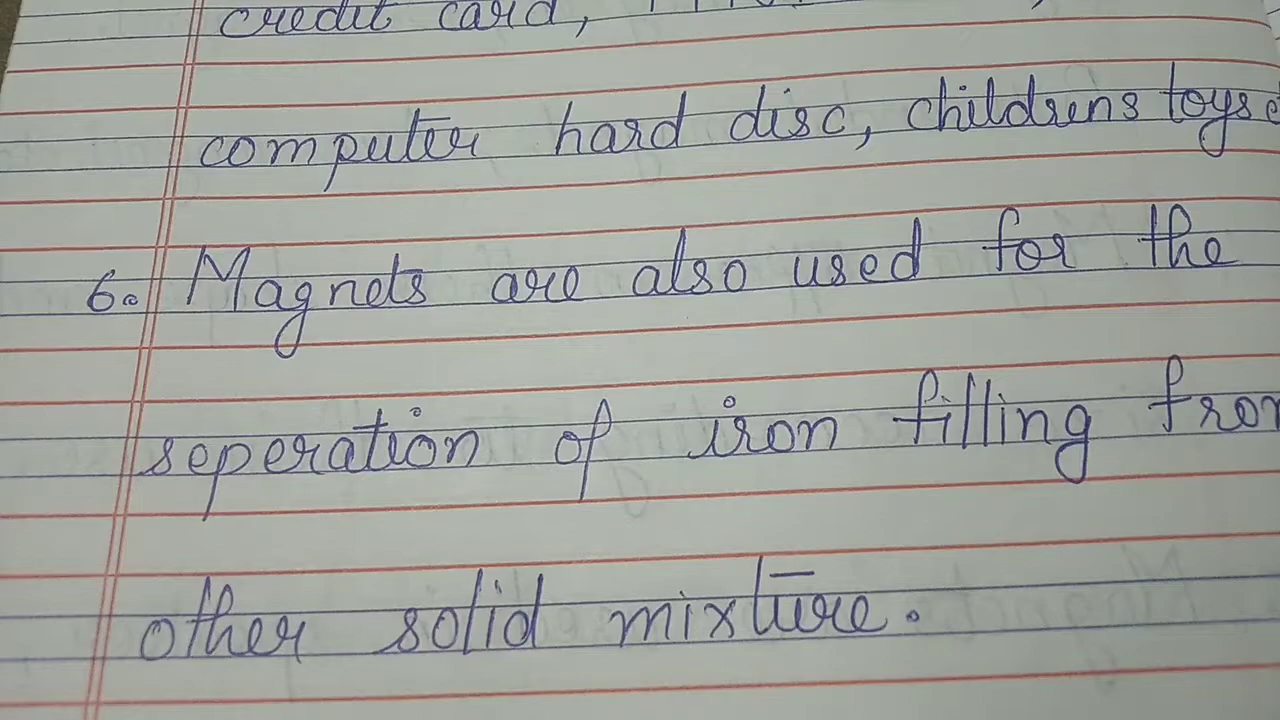 credit card,
computer hard disc, childrens toys
6. Magnets are also used for the
seperation of iron filling from
other solid mixture.